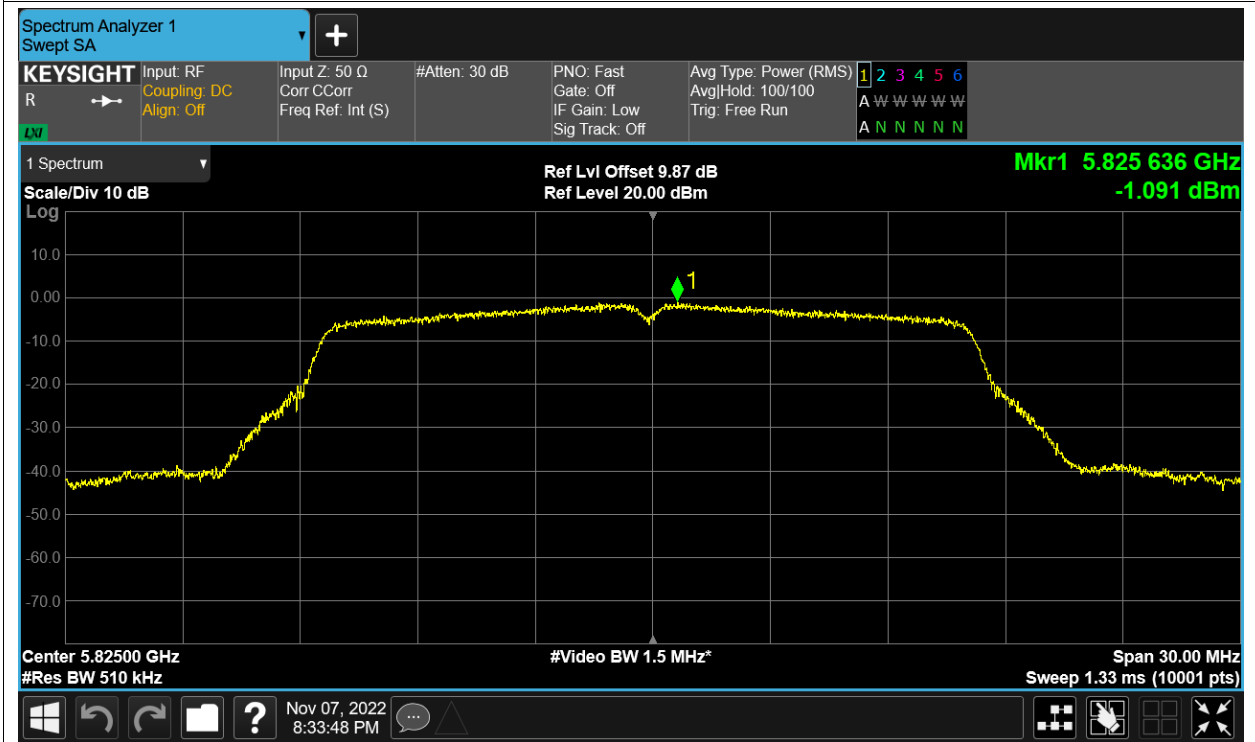 Spectrum Analyzer 1
Swept SA
KEYSIGHT
R
LXI
Input: RF
Coupling: DC
Align: Off
Input Z: 50 Ω
Corr CCorr
Freq Ref: Int (S)
#Atten: 30 dB
PNO: Fast
Gate: Off
IF Gain: Low
Sig Track: Off
Avg Type: Power (RMS)
Avg|Hold: 100/100
Trig: Free Run
1 2 3 4 5 6
A W W W W W
A N N N N N
1 Spectrum
Scale/Div 10 dB
Ref Lvl Offset 9.87 dB
Ref Level 20.00 dBm
Mkr1 5.825 636 GHz
-1.091 dBm
Log
10.0
0.00
-10.0
-20.0
-30.0
-40.0
-50.0
-60.0
-70.0
1
Center 5.82500 GHz
#Res BW 510 kHz
#Video BW 1.5 MHz*
Span 30.00 MHz
Sweep 1.33 ms (10001 pts)
?
Nov 07, 2022
8:33:48 PM